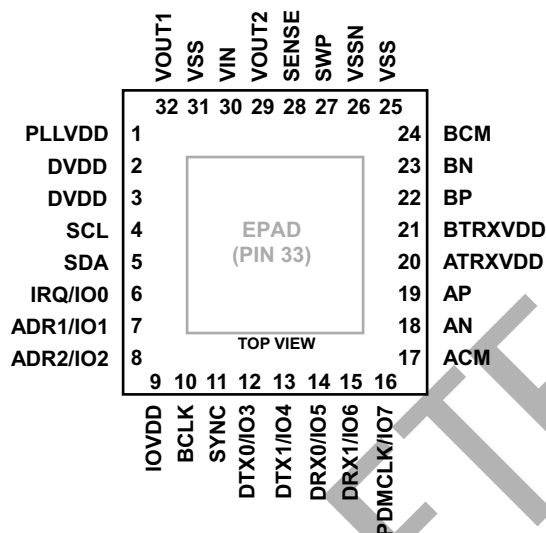 VOUT1
VSS
VIN
VOUT2
SENSE
SWP
VSSN
VSS
32 31 30 29 28 27 26 25
PLLVDD 1
DVDD 2
DVDD 3
SCL 4
SDA 5
IRQ/IO0 6
ADR1/IO1 7
ADR2/IO2 8
24 BCM
23 BN
22 BP
21 BTRXVDD
20 ATRXVDD
19 AP
18 AN
17 ACM
EPAD
(PIN 33)
TOP VIEW
9 10 11 12 13 14 15 16
IOVDD
BCLK
SYNC
DTX0/IO3
DTX1/IO4
DRX0/IO5
DRX1/IO6
PDMCLK/IO7